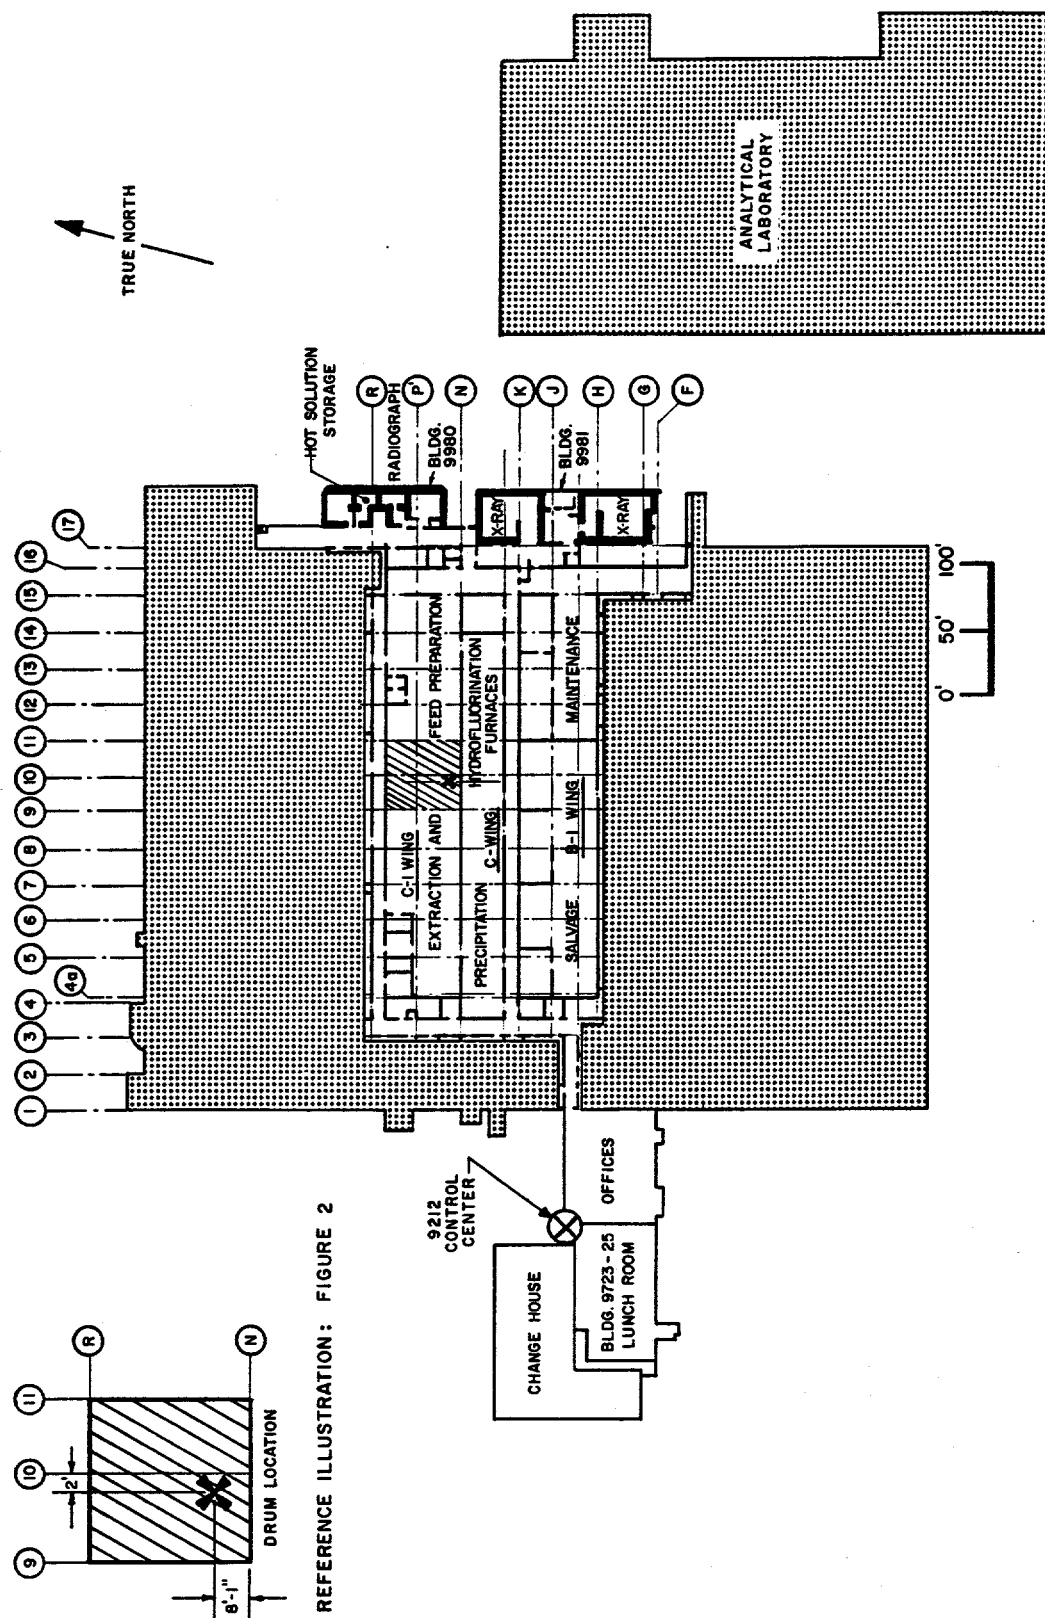 TRUE NORTH
ANALYTICAL
LABORATORY
HOT SOLUTION
STORAGE
RADIOGRAPH
BLDG.
9980
BLDG.
9981
X-RAY
X-RAY
R
P'
N
K
J
H
G
F
17
16
15
14
13
12
11
10
9
8
7
6
5
4a
4
3
2
1
C-1 WING
EXTRACTION AND FEED PREPARATION
PRECIPITATION
HYDROFLUORINATION
FURNACES
C-WING
SALVAGE
B-1 WING
MAINTENANCE
0'
50'
100'
9212
CONTROL
CENTER
OFFICES
CHANGE HOUSE
BLDG. 9723-25
LUNCH ROOM
9
10
11
2'
R
N
8'-1"
DRUM LOCATION
REFERENCE ILLUSTRATION: FIGURE 2